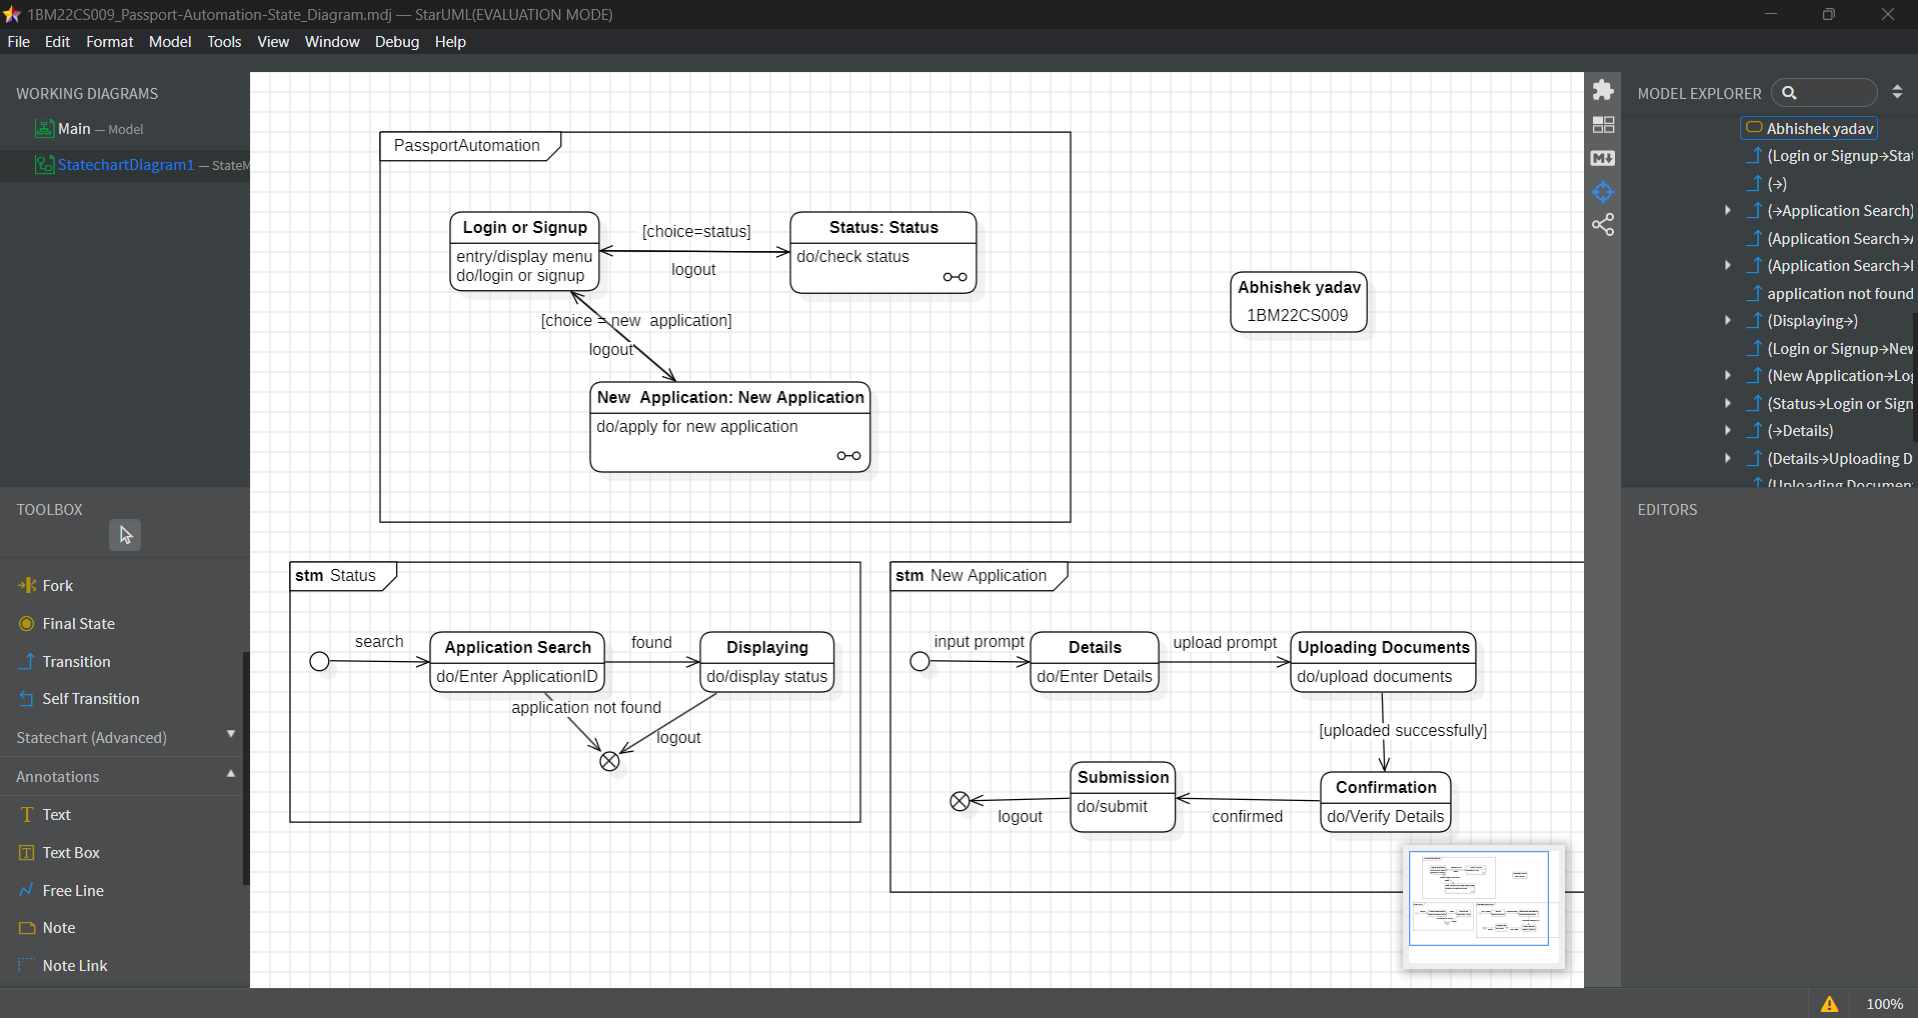 1BM22CS009_Passport-Automation-State_Diagram.mdj — StarUML(EVALUATION MODE)
File Edit Format Model Tools View Window Debug Help
WORKING DIAGRAMS
Main — Model
StatechartDiagram1 — StateM
TOOLBOX
Fork
Final State
Transition
Self Transition
Statechart (Advanced)
Annotations
Text
Text Box
Free Line
Note
Note Link
PassportAutomation
Login or Signup
entry/display menu
do/login or signup
[choice=status]
logout
Status: Status
do/check status
[choice = new  application]
logout
New  Application: New Application
do/apply for new application
Abhishek yadav
1BM22CS009
stm Status
search
Application Search
do/Enter ApplicationID
found
Displaying
do/display status
application not found
logout
stm New Application
input prompt
Details
do/Enter Details
upload prompt
Uploading Documents
do/upload documents
[uploaded successfully]
Confirmation
do/Verify Details
confirmed
Submission
do/submit
logout
MODEL EXPLORER
Abhishek yadav
(Login or Signup→Stat
(→)
(→Application Search)
(Application Search→
(Application Search→
application not found
(Displaying→)
(Login or Signup→New
(New Application→Log
(Status→Login or Sign
(→Details)
(Details→Uploading D
(Uploading Documen
EDITORS
100%